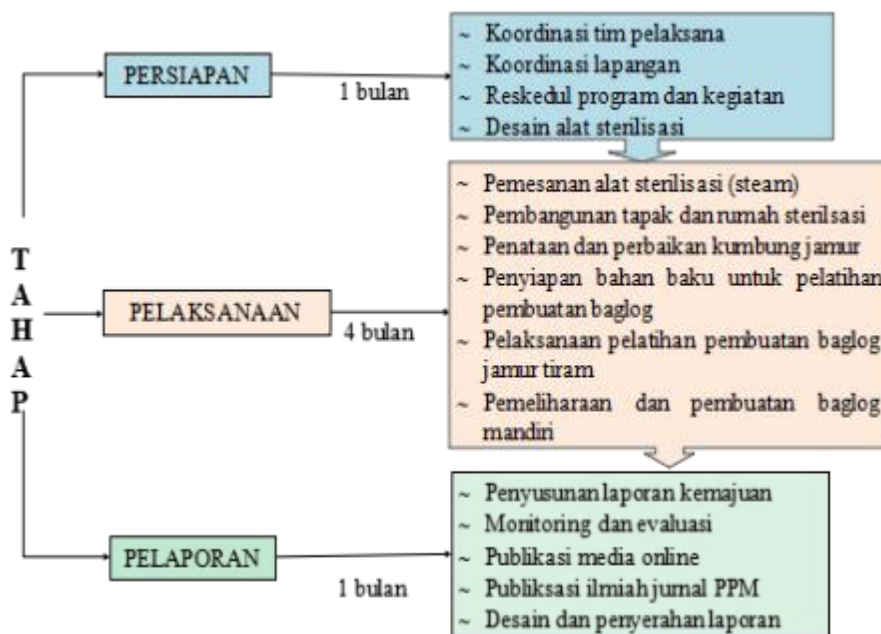 TAHAP
PERSIAPAN
1 bulan
~ Koordinasi tim pelaksana
~ Koordinasi lapangan
~ Reskedul program dan kegiatan
~ Desain alat sterilisasi
PELAKSANAAN
4 bulan
~ Pemesanan alat sterilisasi (steam)
~ Pembangunan tapak dan rumah sterilsasi
~ Penataan dan perbaikan kumbung jamur
~ Penyiapan bahan baku untuk pelatihan
pembuatan baglog
~ Pelaksanaan pelatihan pembuatan baglog
jamur tiram
~ Pemeliharaan dan pembuatan baglog
mandiri
PELAPORAN
1 bulan
~ Penyusunan laporan kemajuan
~ Monitoring dan evaluasi
~ Publikasi media online
~ Publiksasi ilmiah jurnal PPM
~ Desain dan penyerahan laporan